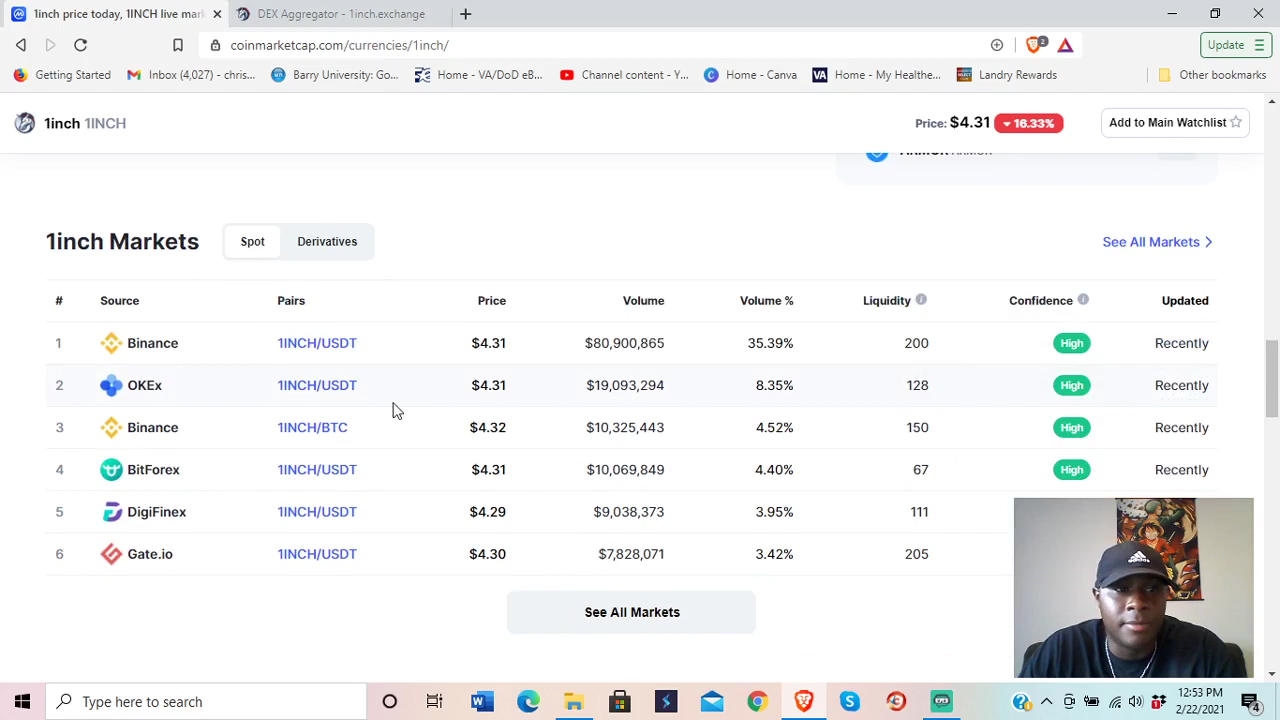 1inch price today, 1INCH live mar
DEX Aggregator - 1inch.exchange
coinmarketcap.com/currencies/1inch/
2
Update
Getting Started
Inbox (4,027) - chris...
Barry University: Go...
Home - VA/DoD eB...
Channel content - Y...
Home - Canva
VA
Home - My Healthe...
Landry Rewards
Other bookmarks
1inch 1INCH
Price: $4.31 16.33%
Add to Main Watchlist
1inch Markets
Spot
Derivatives
See All Markets
# Source Pairs Price Volume Volume % Liquidity Confidence Updated
1 Binance 1INCH/USDT $4.31 $80,900,865 35.39% 200 High Recently
2 OKEx 1INCH/USDT $4.31 $19,093,294 8.35% 128 High Recently
3 Binance 1INCH/BTC $4.32 $10,325,443 4.52% 150 High Recently
4 BitForex 1INCH/USDT $4.31 $10,069,849 4.40% 67 High Recently
5 DigiFinex 1INCH/USDT $4.29 $9,038,373 3.95% 111
6 Gate.io 1INCH/USDT $4.30 $7,828,071 3.42% 205
See All Markets
adidas
Type here to search
12:53 PM
2/22/2021
4